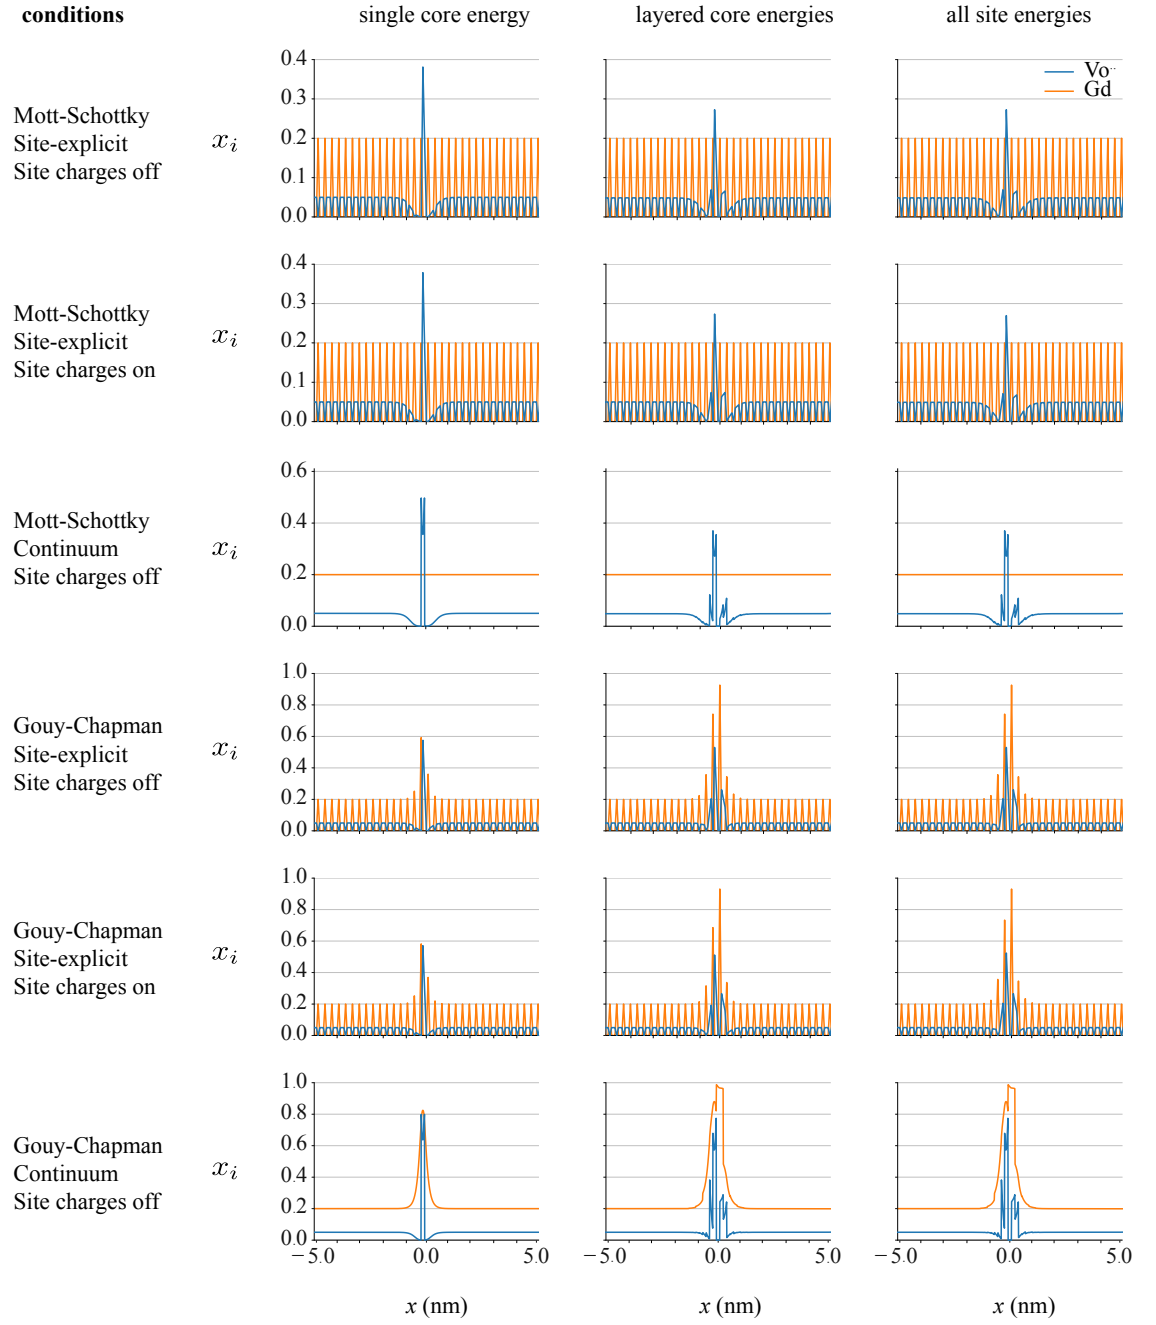 conditions single core energy layered core energies all site energies
0.4
Vo··
Gd
0.3
Mott-Schottky
Site-explicit
Site charges off
x_i
0.2
0.1
0.0
0.4
0.3
Mott-Schottky
Site-explicit
Site charges on
x_i
0.2
0.1
0.0
0.6
Mott-Schottky
Continuum
Site charges off
x_i
0.4
0.2
0.0
1.0
0.8
Gouy-Chapman
Site-explicit
Site charges off
x_i
0.6
0.4
0.2
0.0
1.0
0.8
Gouy-Chapman
Site-explicit
Site charges on
x_i
0.6
0.4
0.2
0.0
1.0
0.8
Gouy-Chapman
Continuum
Site charges off
x_i
0.6
0.4
0.2
0.0
−5.0 0.0 5.0 −5.0 0.0 5.0 −5.0 0.0 5.0
x (nm) x (nm) x (nm)